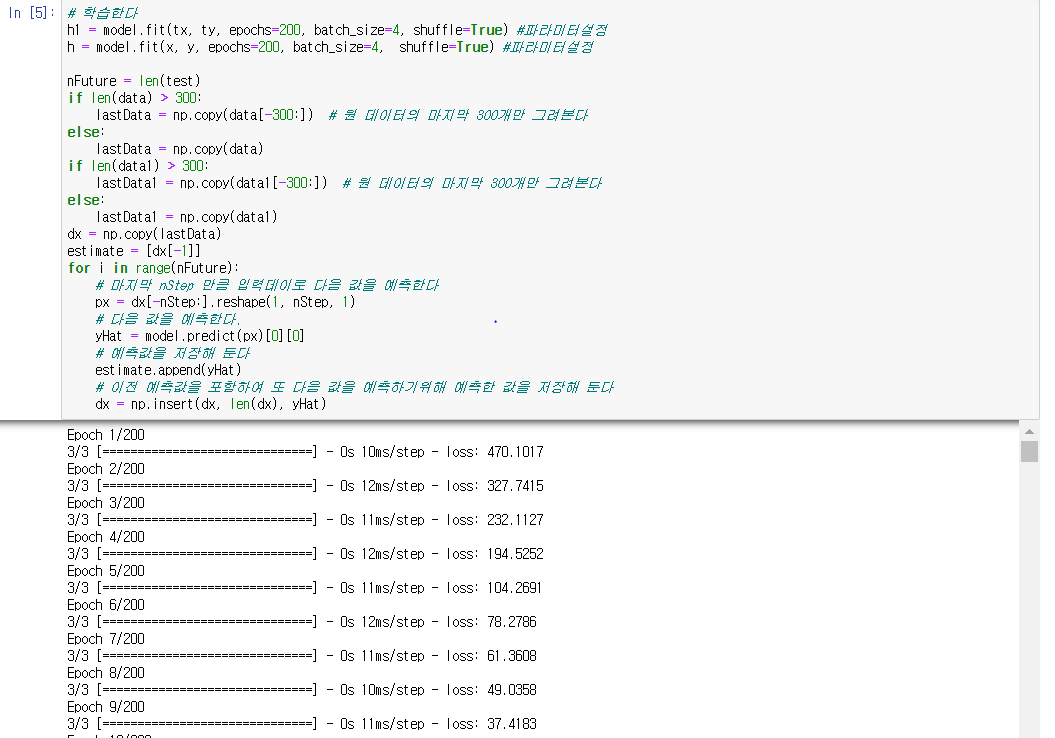 In [5]: # 학습한다
h1 = model.fit(tx, ty, epochs=200, batch_size=4, shuffle=True) #파라미터설정
h = model.fit(x, y, epochs=200, batch_size=4,  shuffle=True) #파라미터설정
nFuture = len(test)
if len(data) > 300:
    lastData = np.copy(data[-300:])  # 원 데이터의 마지막 300개만 그려본다
else:
    lastData = np.copy(data)
if len(data1) > 300:
    lastData1 = np.copy(data1[-300:])  # 원 데이터의 마지막 300개만 그려본다
else:
    lastData1 = np.copy(data1)
dx = np.copy(lastData)
estimate = [dx[-1]]
for i in range(nFuture):
    # 마지막 nStep 만큼 입력데이로 다음 값을 예측한다
    px = dx[-nStep:].reshape(1, nStep, 1)
    # 다음 값을 예측한다.
    yHat = model.predict(px)[0][0]
    # 예측값을 저장해 둔다
    estimate.append(yHat)
    # 이전 예측값을 포함하여 또 다음 값을 예측하기위해 예측한 값을 저장해 둔다
    dx = np.insert(dx, len(dx), yHat)
Epoch 1/200
3/3 [==============================] - 0s 10ms/step - loss: 470.1017
Epoch 2/200
3/3 [==============================] - 0s 12ms/step - loss: 327.7415
Epoch 3/200
3/3 [==============================] - 0s 11ms/step - loss: 232.1127
Epoch 4/200
3/3 [==============================] - 0s 12ms/step - loss: 194.5252
Epoch 5/200
3/3 [==============================] - 0s 11ms/step - loss: 104.2691
Epoch 6/200
3/3 [==============================] - 0s 12ms/step - loss: 78.2786
Epoch 7/200
3/3 [==============================] - 0s 11ms/step - loss: 61.3608
Epoch 8/200
3/3 [==============================] - 0s 10ms/step - loss: 49.0358
Epoch 9/200
3/3 [==============================] - 0s 11ms/step - loss: 37.4183